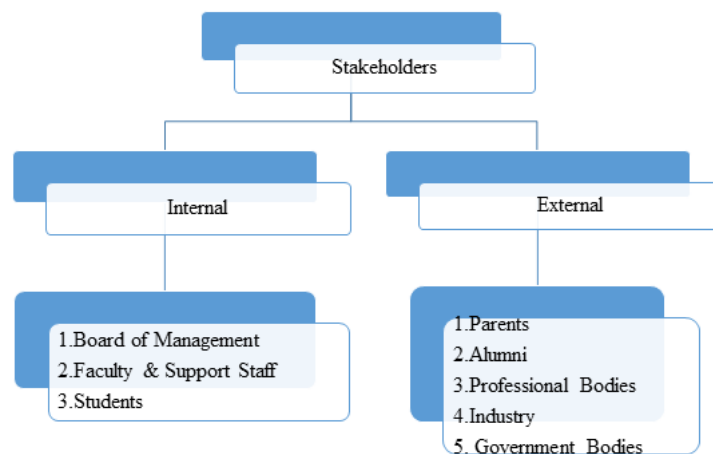 Stakeholders
Internal
External
1.Board of Management
2.Faculty & Support Staff
3.Students
1.Parents
2.Alumni
3.Professional Bodies
4.Industry
5. Government Bodies